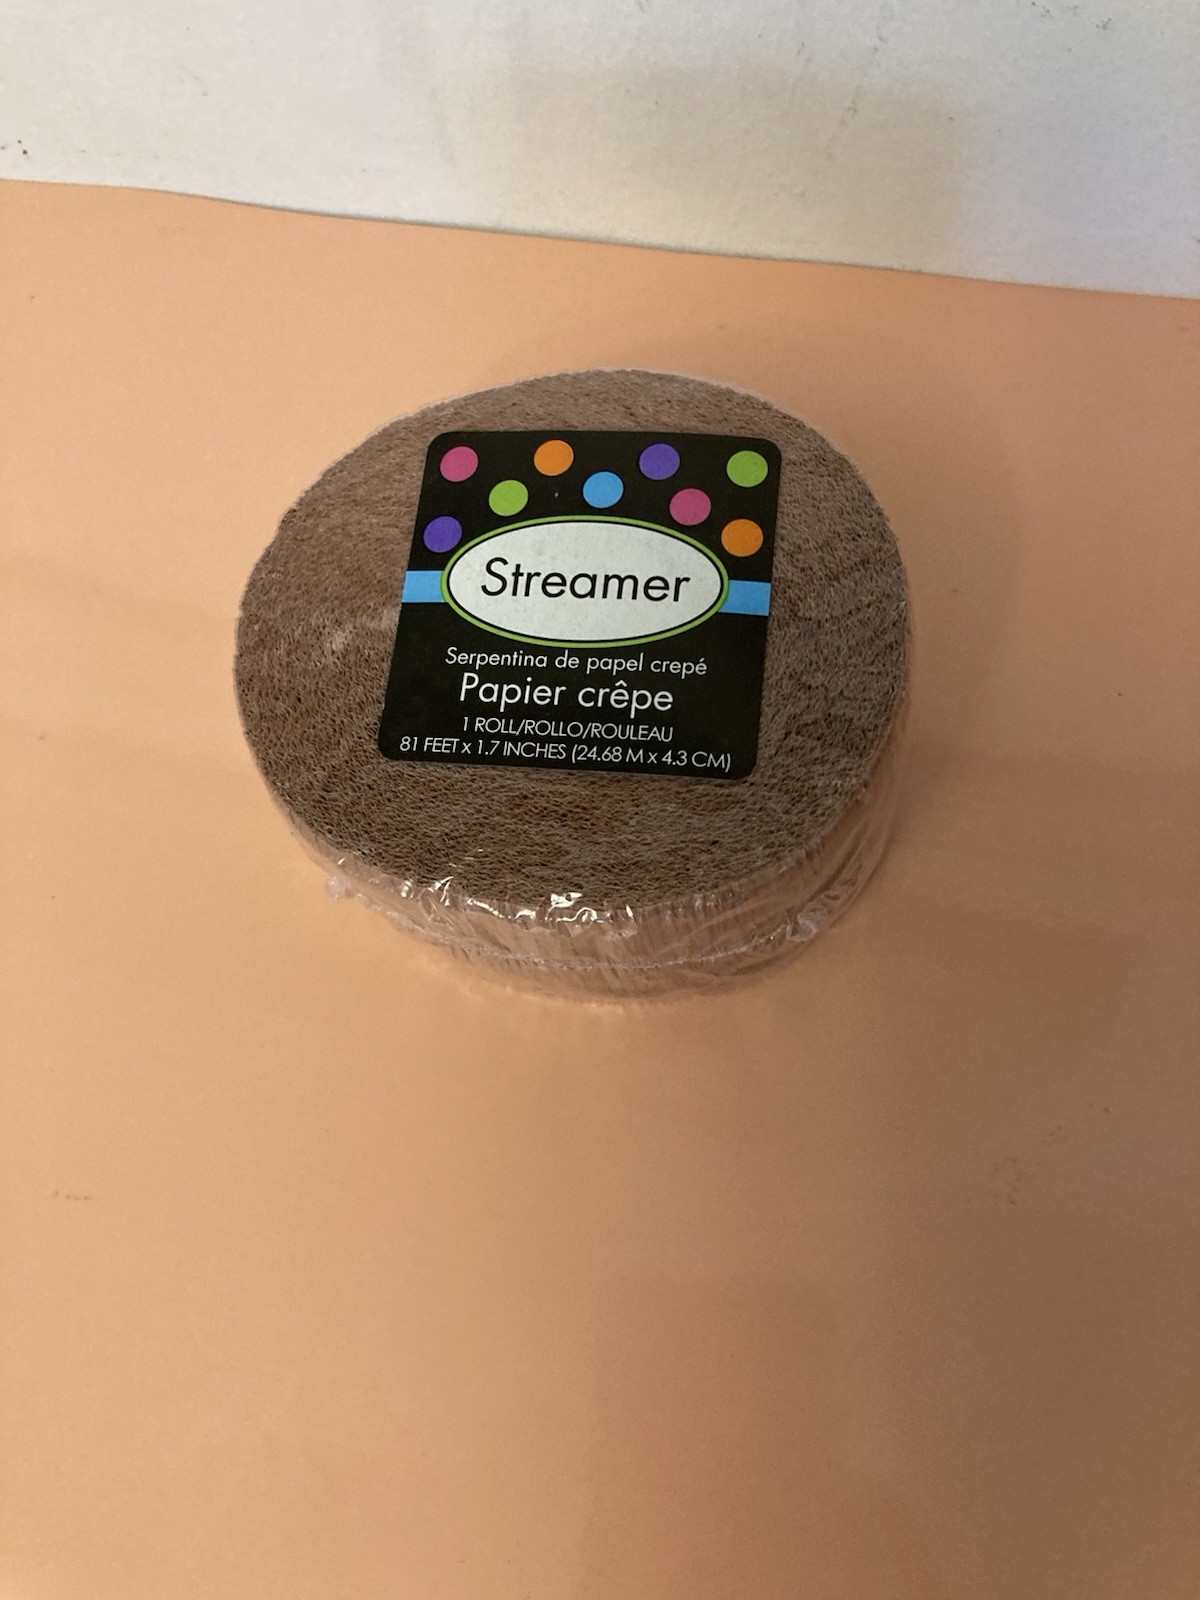 Streamer
Serpentina de papel crepé
Papier crêpe
1 ROLL/ROLLO/ROULEAU
81 FEET x 1.7 INCHES (24.68 M x 4.3 CM)